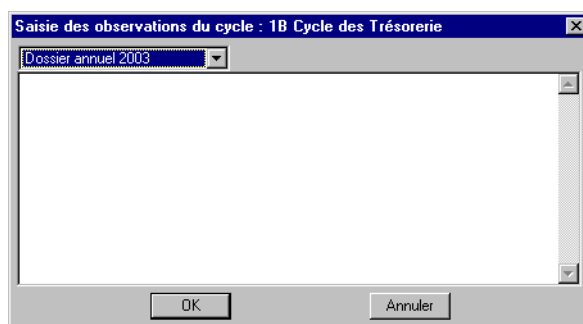 Saisie des observations du cycle : 1B Cycle des Trésorerie
Dossier annuel 2003
OK
Annuler